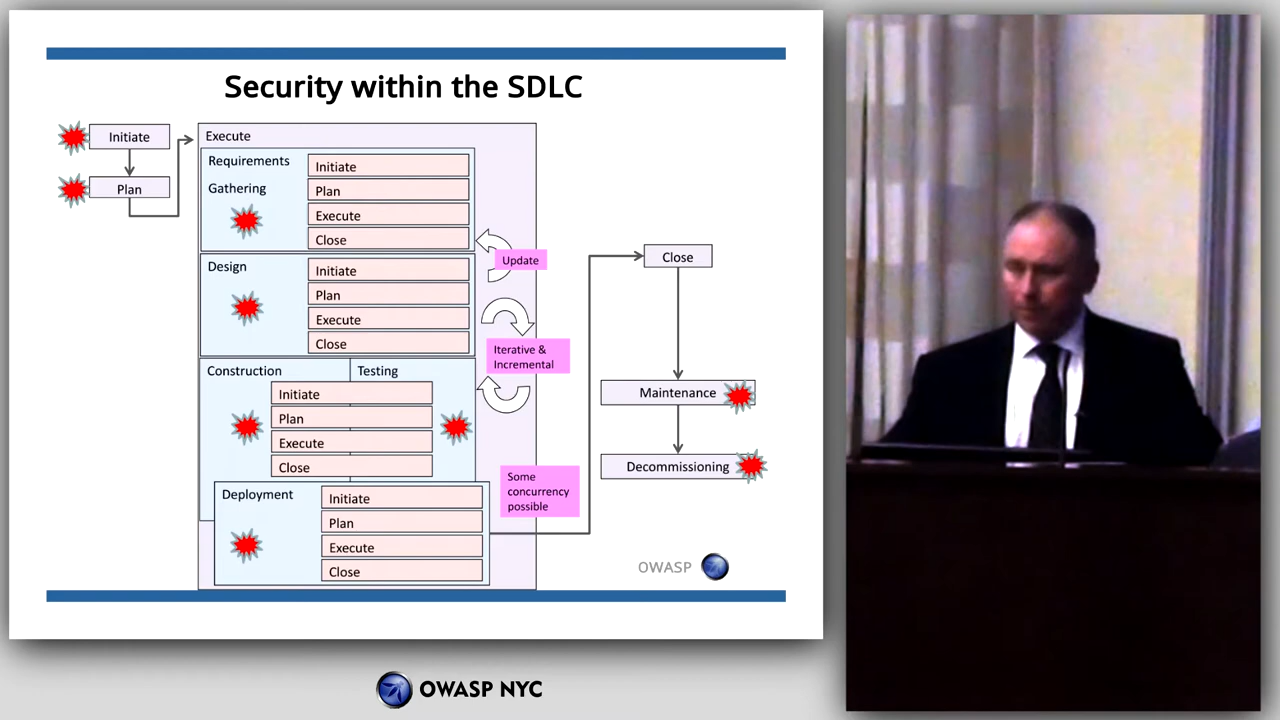 Security within the SDLC
Initiate
Plan
Execute
Requirements
Gathering
Initiate
Plan
Execute
Close
Update
Design
Initiate
Plan
Execute
Close
Iterative &
Incremental
Construction
Testing
Initiate
Plan
Execute
Close
Some
concurrency
possible
Deployment
Initiate
Plan
Execute
Close
Close
Maintenance
Decommissioning
OWASP
OWASP NYC